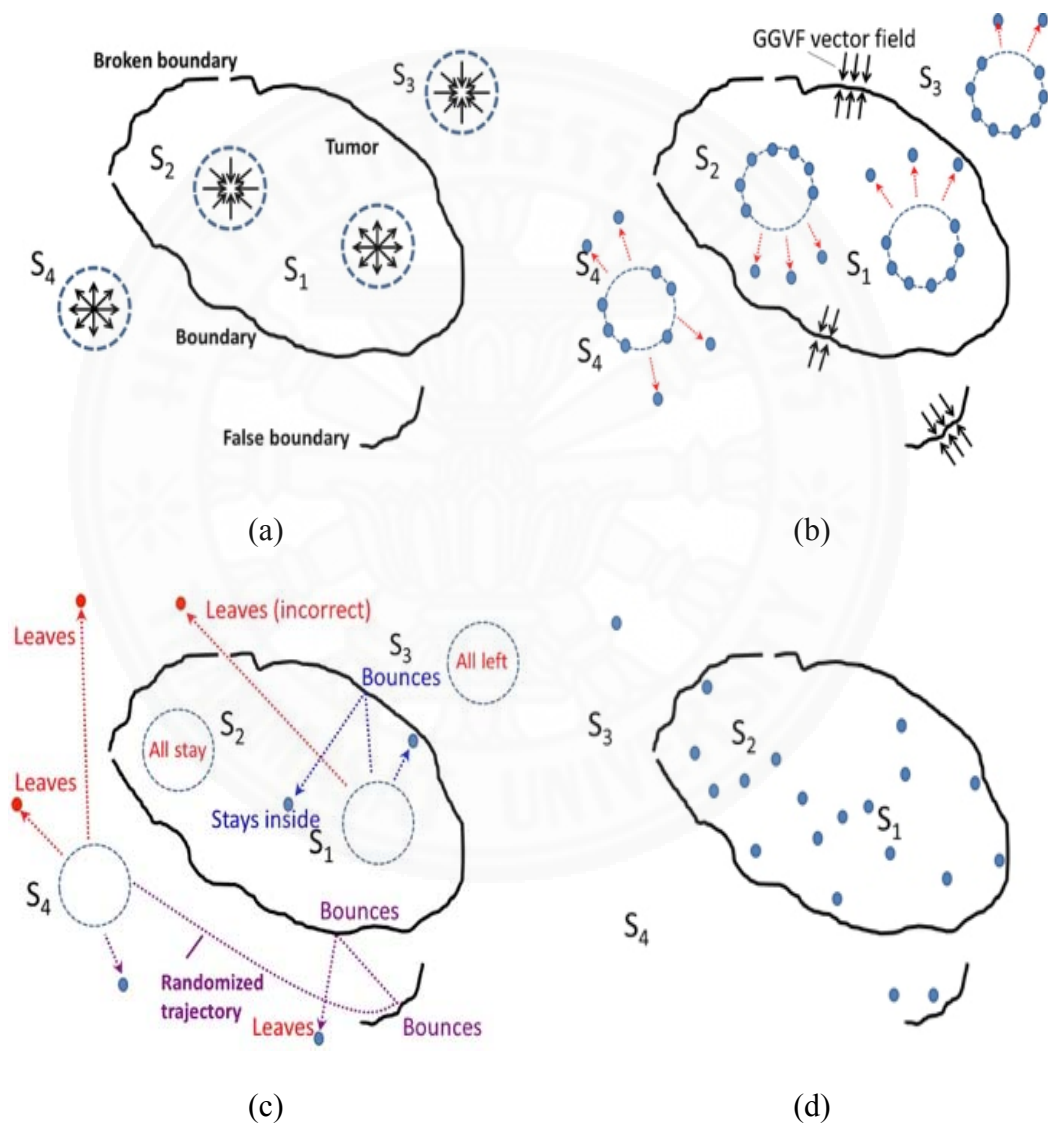 Broken boundary
S3
Tumor
S2
S1
S4
Boundary
False boundary
(a)
GGVF vector field
S3
S2
S1
S4
S4
(b)
Leaves
Leaves (incorrect)
S3
All left
Bounces
S2
All stay
Leaves
Stays inside
S1
S4
Bounces
Randomized
trajectory
Leaves
Bounces
(c)
S3
S2
S1
S4
(d)